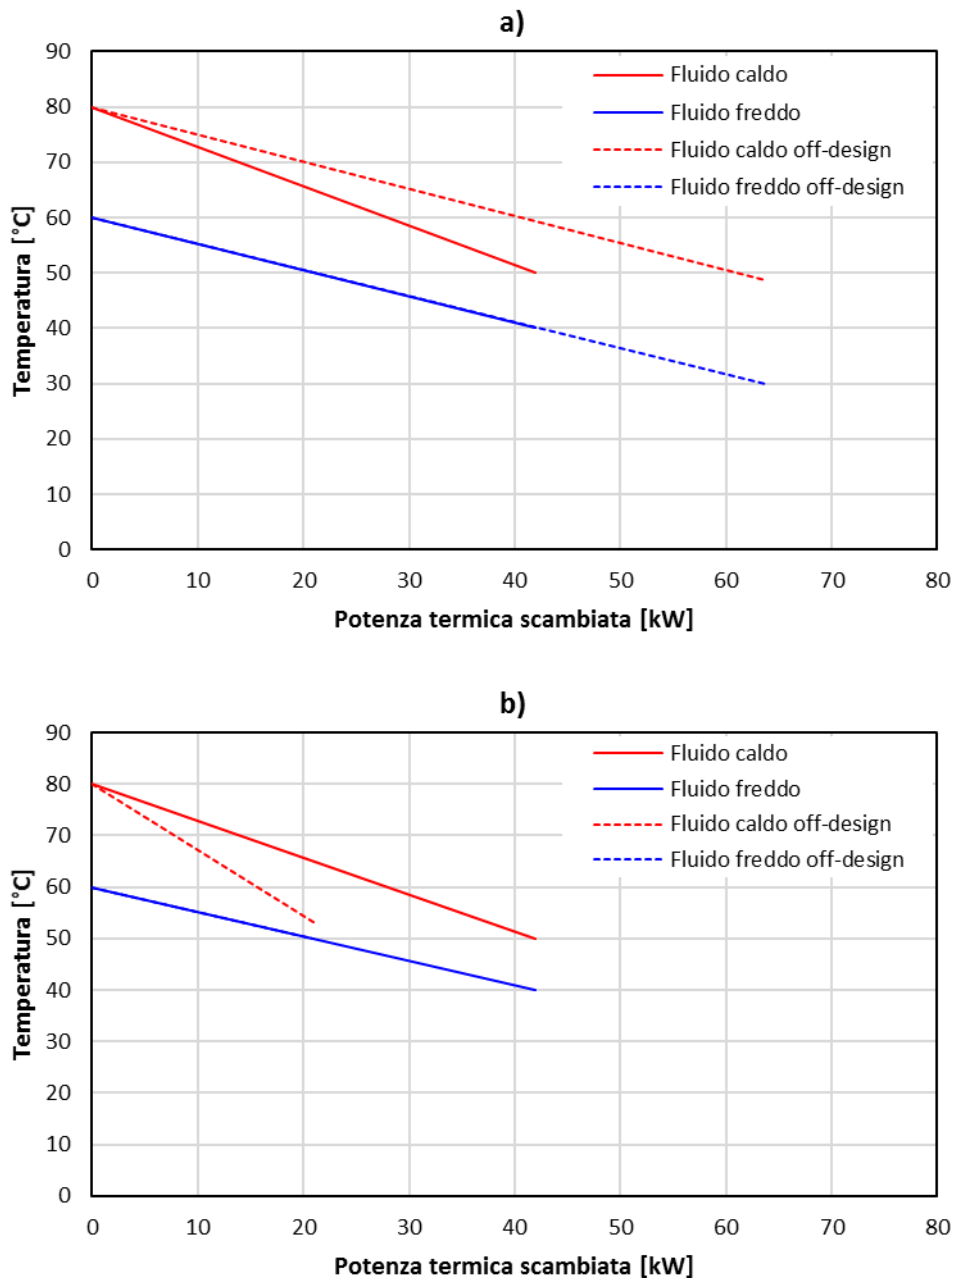 a)
90
80
70
60
50
40
30
20
10
0
Temperatura [°C]
Fluido caldo
Fluido freddo
Fluido caldo off-design
Fluido freddo off-design
0 10 20 30 40 50 60 70 80
Potenza termica scambiata [kW]
b)
90
80
70
60
50
40
30
20
10
0
Temperatura [°C]
Fluido caldo
Fluido freddo
Fluido caldo off-design
Fluido freddo off-design
0 10 20 30 40 50 60 70 80
Potenza termica scambiata [kW]